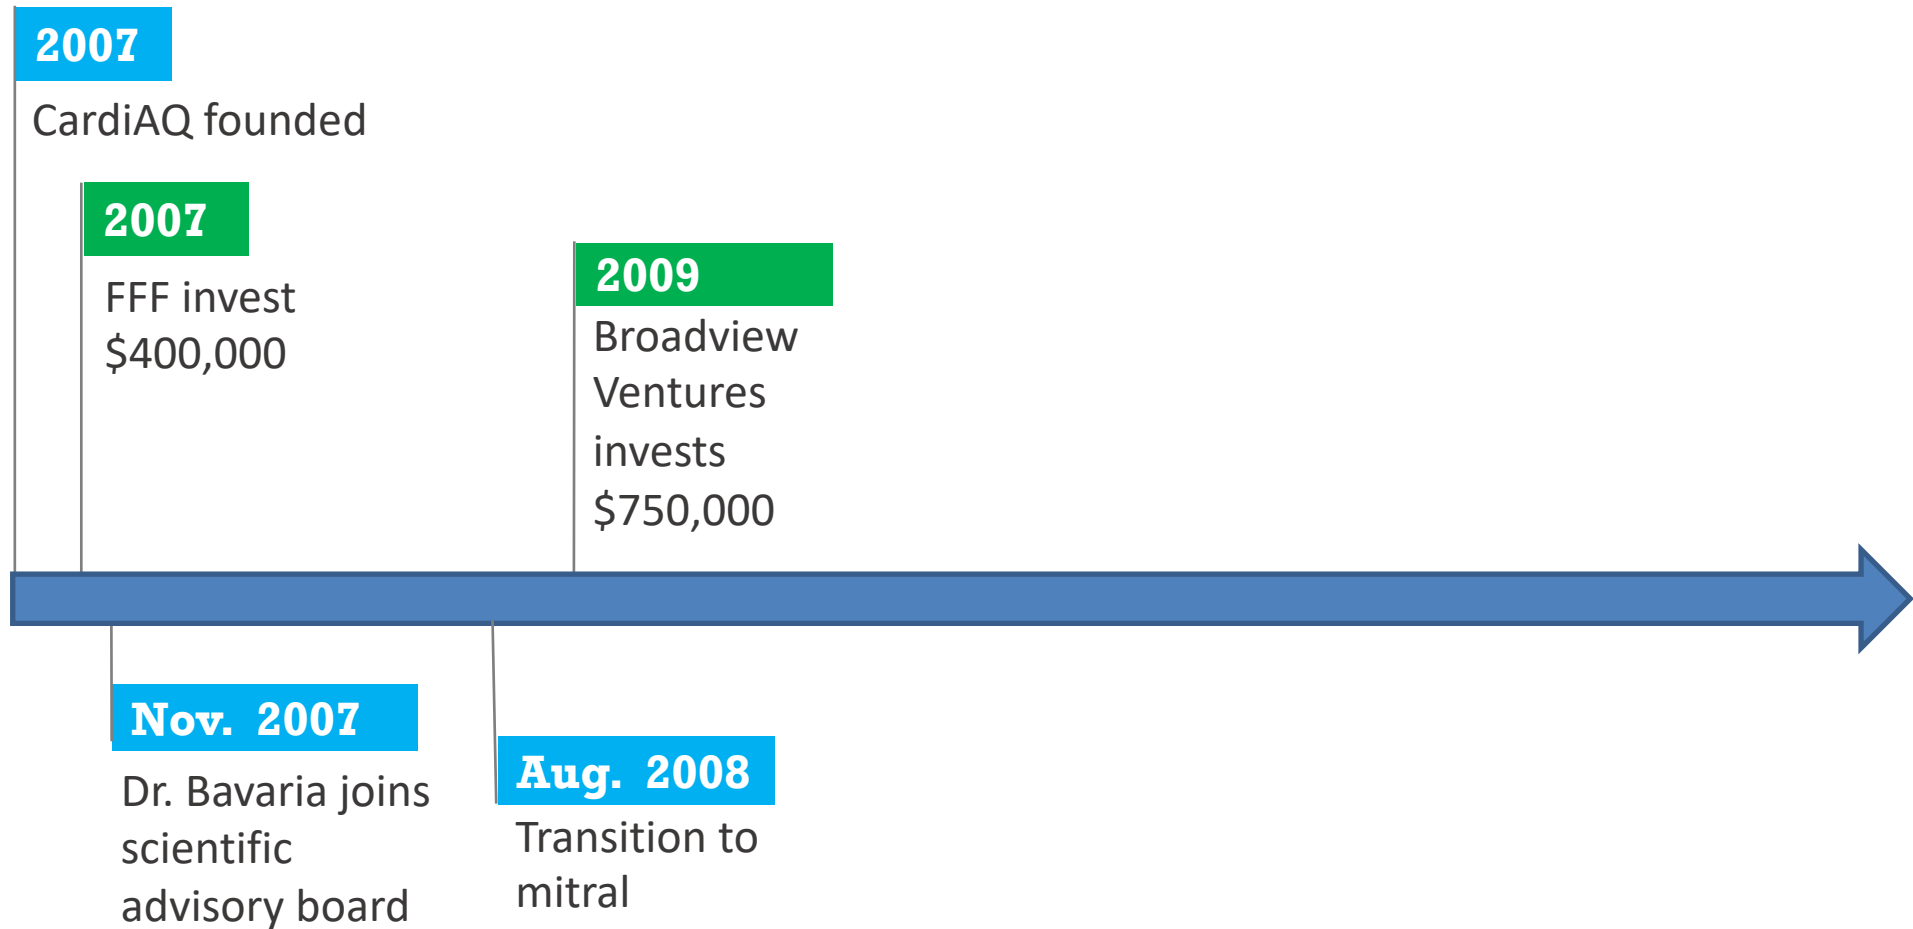 2007
CardiAQ founded
2007
FFF invest
$400,000
2009
Broadview
Ventures
invests
$750,000
Nov. 2007
Dr. Bavaria joins
scientific
advisory board
Aug. 2008
Transition to
mitral